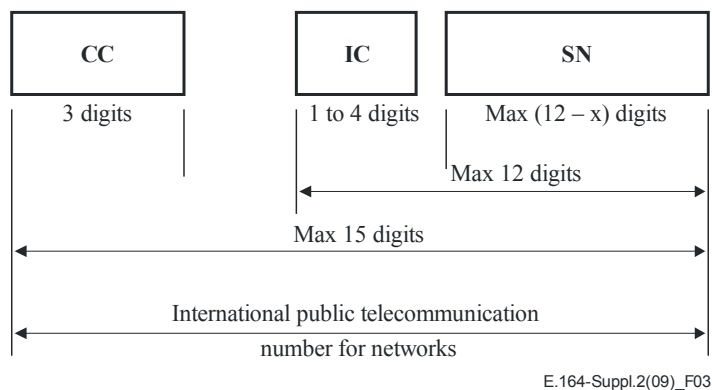 CC IC SN
3 digits 1 to 4 digits Max (12 – x) digits
Max 12 digits
Max 15 digits
International public telecommunication
number for networks
E.164-Suppl.2(09)_F03